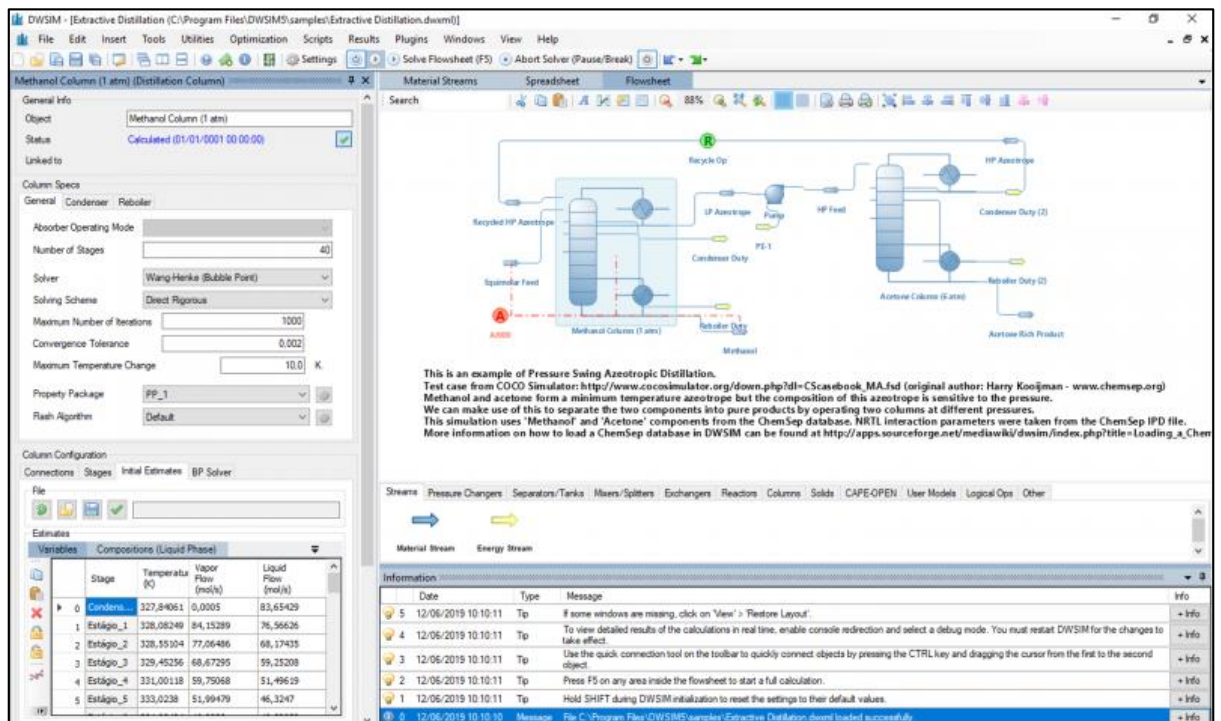 DWSIM - [Extractive Distillation (C:\Program Files\DWSIM5\samples\Extractive Distillation.dwxml)]
File Edit Insert Tools Utilities Optimization Scripts Results Plugins Windows View Help
Settings Solve Flowsheet (F5) Abort Solver (Pause/Break)
Methanol Column (1 atm) (Distillation Column)
General Info
Object Methanol Column (1 atm)
Status Calculated (01/01/0001 00:00:00)
Linked to
Column Specs
General Condenser Reboiler
Absorber Operating Mode
Number of Stages 40
Solver Wang-Henke (Bubble Point)
Solving Scheme Direct Rigorous
Maximum Number of Iterations 1000
Convergence Tolerance 0,002
Maximum Temperature Change 10,0 K
Property Package PP_1
Flash Algorithm Default
Column Configuration
Connections Stages Initial Estimates BP Solver
File
Estimates
Variables Compositions (Liquid Phase)
Stage Temperatu (K) Vapor Flow (mol/s) Liquid Flow (mol/s)
0 Condens... 327,84061 0,0005 83,65429
1 Estágio_1 328,08249 84,15289 76,56626
2 Estágio_2 328,55104 77,06486 68,17435
3 Estágio_3 329,45256 68,67295 59,25208
4 Estágio_4 331,00118 59,75068 51,49619
5 Estágio_5 333,0238 51,99479 46,3247
Material Streams Spreadsheet Flowsheet
Search 88%
R
Recycle Op
HP Azeotrope
Recycled HP Azeotrope
LP Azeotrope
Pump
HP Feed
Condenser Duty (2)
PE-1
Condenser Duty
Equimolar Feed
Reboiler Duty (2)
Acetone Column (6 atm)
A
Methanol Column (1 atm)
Reboiler Duty
Acetone Rich Product
Methanol
This is an example of Pressure Swing Azeotropic Distillation.
Test case from COCO Simulator: http://www.cocosimulator.org/down.php?dl=CScasebook_MA.fsd (original author: Harry Kooijman - www.chemsep.org)
Methanol and acetone form a minimum temperature azeotrope but the composition of this azeotrope is sensitive to the pressure.
We can make use of this to separate the two components into pure products by operating two columns at different pressures.
This simulation uses 'Methanol' and 'Acetone' components from the ChemSep database. NRTL interaction parameters were taken from the ChemSep IPD file.
More information on how to load a ChemSep database in DWSIM can be found at http://apps.sourceforge.net/mediawiki/dwsim/index.php?title=Loading_a_Chem
Streams Pressure Changers Separators/Tanks Mixers/Splitters Exchangers Reactors Columns Solids CAPE-OPEN User Models Logical Ops Other
Material Stream Energy Stream
Information
Date Type Message Info
5 12/06/2019 10:10:11 Tip If some windows are missing, click on 'View' > 'Restore Layout'. + Info
4 12/06/2019 10:10:11 Tip To view detailed results of the calculations in real time, enable console redirection and select a debug mode. You must restart DWSIM for the changes to take effect. + Info
3 12/06/2019 10:10:11 Tip Use the quick connection tool on the toolbar to quickly connect objects by pressing the CTRL key and dragging the cursor from the first to the second object. + Info
2 12/06/2019 10:10:11 Tip Press F5 on any area inside the flowsheet to start a full calculation. + Info
1 12/06/2019 10:10:11 Tip Hold SHIFT during DWSIM initialization to reset the settings to their default values. + Info
0 12/06/2019 10:10:10 Message File C:\Program Files\DWSIM5\samples\Extractive Distillation.dwxml loaded successfully. + Info